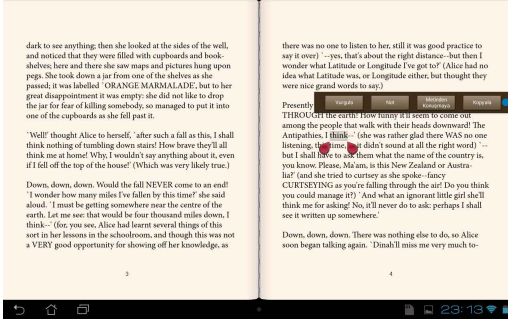 dark to see anything; then she looked at the sides of the well,
and noticed that they were filled with cupboards and book-
shelves; here and there she saw maps and pictures hung upon
pegs. She took down a jar from one of the shelves as she
passed; it was labelled `ORANGE MARMALADE', but to her
great disappointment it was empty: she did not like to drop
the jar for fear of killing somebody, so managed to put it into
one of the cupboards as she fell past it.
`Well!' thought Alice to herself, `after such a fall as this, I shall
think nothing of tumbling down stairs! How brave they'll all
think me at home! Why, I wouldn't say anything about it, even
if I fell off the top of the house!' (Which was very likely true.)
Down, down, down. Would the fall NEVER come to an end!
`I wonder how many miles I've fallen by this time?' she said
aloud. `I must be getting somewhere near the centre of the
earth. Let me see: that would be four thousand miles down, I
think--' (for, you see, Alice had learnt several things of this
sort in her lessons in the schoolroom, and though this was not
a VERY good opportunity for showing off her knowledge, as
3
there was no one to listen to her, still it was good practice to
say it over) `--yes, that's about the right distance--but then I
wonder what Latitude or Longitude I've got to?' (Alice had no
idea what Latitude was, or Longitude either, but thought they
were nice grand words to say.)
Vurgula Not Metinden Konuşmaya Kopyala
Presently
THROUGH the earth! How funny it'll seem to come out
among the people that walk with their heads downward! The
Antipathies, I think--' (she was rather glad there WAS no one
listening, this time, as it didn't sound at all the right word) `--
but I shall have to ask them what the name of the country is,
you know. Please, Ma'am, is this New Zealand or Austra-
lia?' (and she tried to curtsey as she spoke--fancy
CURTSEYING as you're falling through the air! Do you think
you could manage it?) `And what an ignorant little girl she'll
think me for asking! No, it'll never do to ask: perhaps I shall
see it written up somewhere.'
Down, down, down. There was nothing else to do, so Alice
soon began talking again. `Dinah'll miss me very much to-
4
23:13